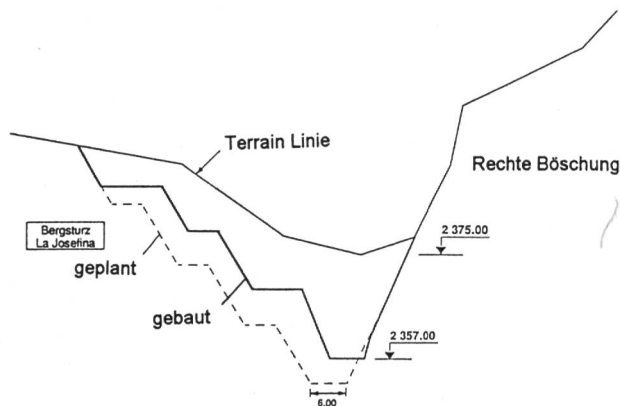 Terrain Linie
Rechte Böschung
2 375.00
Bergsturz
La Josefina
geplant
gebaut
2 357.00
6.00